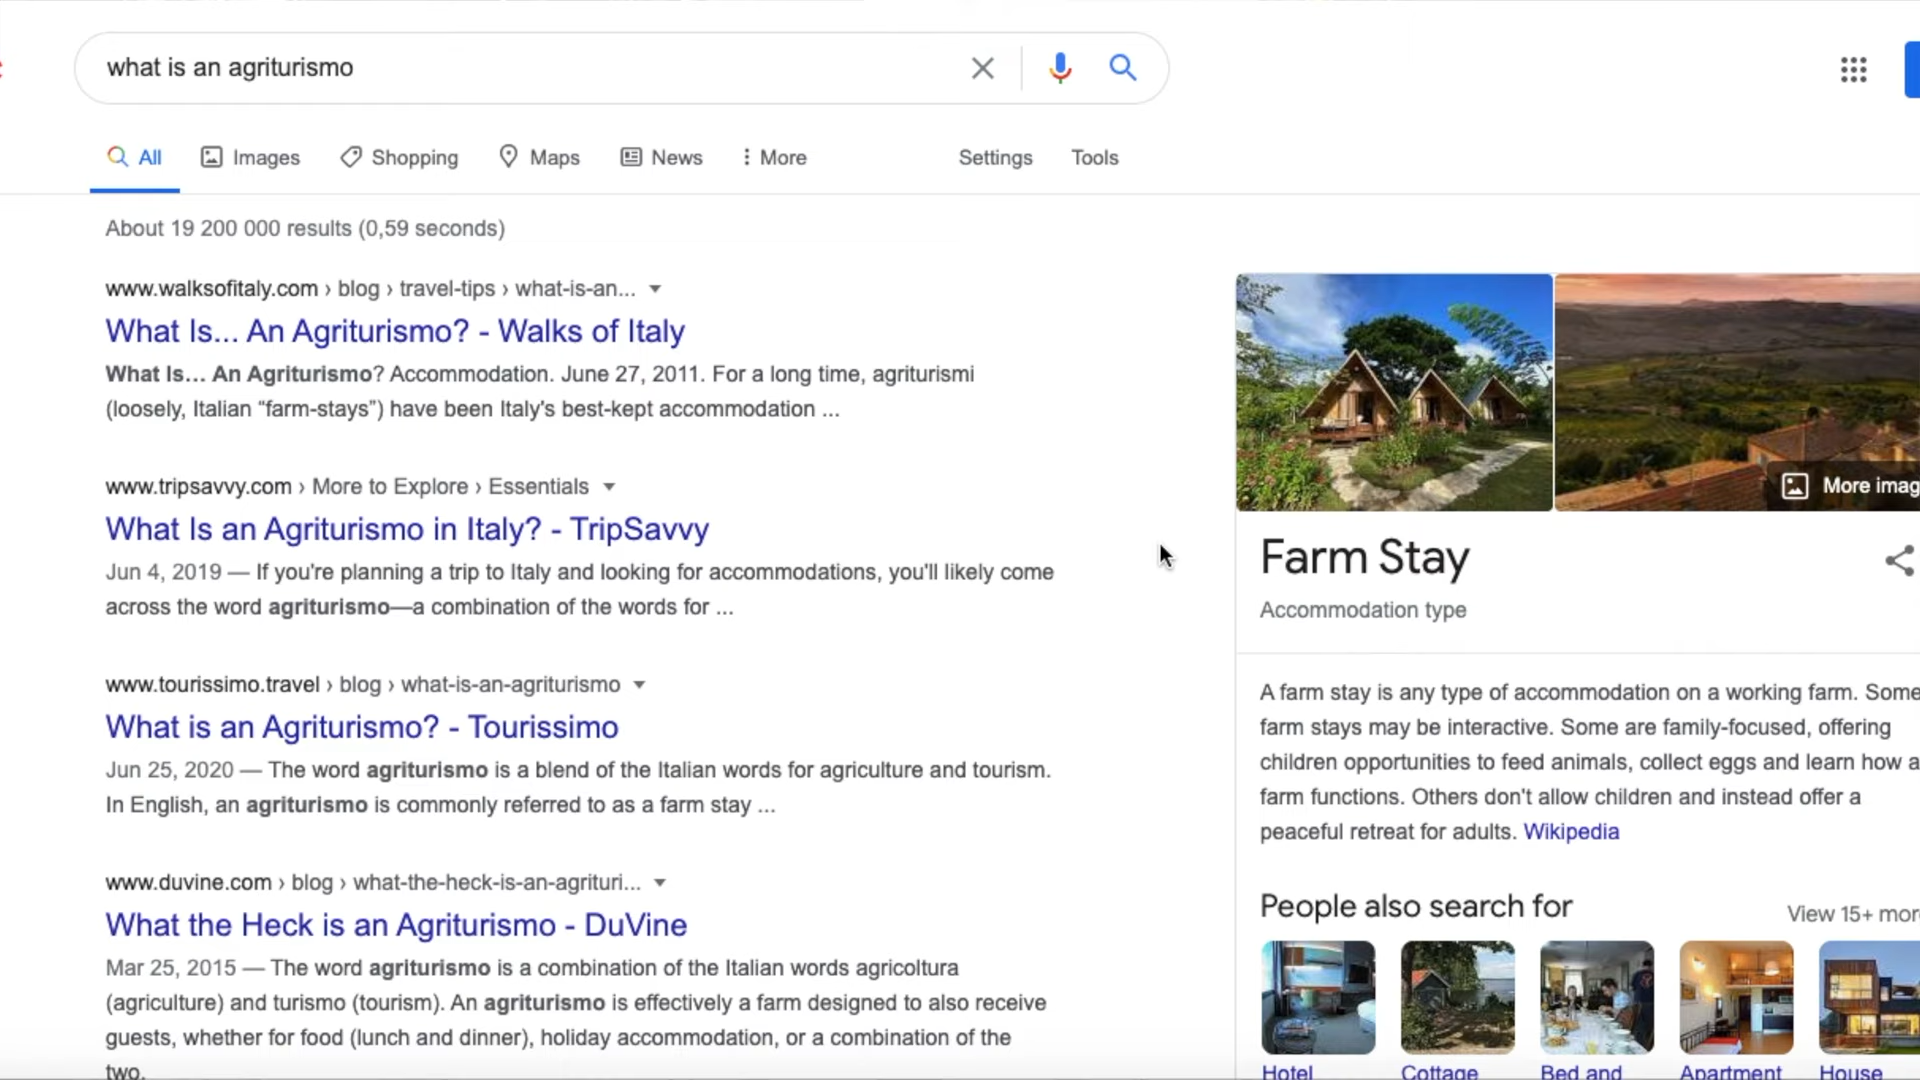 what is an agriturismo
All
Images
Shopping
Maps
News
More
Settings
Tools
About 19 200 000 results (0,59 seconds)
www.walksofitaly.com › blog › travel-tips › what-is-an...
What Is... An Agriturismo? - Walks of Italy
What Is... An Agriturismo? Accommodation. June 27, 2011. For a long time, agriturismi
(loosely, Italian “farm-stays”) have been Italy's best-kept accommodation ...
www.tripsavvy.com › More to Explore › Essentials
What Is an Agriturismo in Italy? - TripSavvy
Jun 4, 2019 — If you're planning a trip to Italy and looking for accommodations, you'll likely come
across the word agriturismo—a combination of the words for ...
www.tourissimo.travel › blog › what-is-an-agriturismo
What is an Agriturismo? - Tourissimo
Jun 25, 2020 — The word agriturismo is a blend of the Italian words for agriculture and tourism.
In English, an agriturismo is commonly referred to as a farm stay ...
www.duvine.com › blog › what-the-heck-is-an-agrituri...
What the Heck is an Agriturismo - DuVine
Mar 25, 2015 — The word agriturismo is a combination of the Italian words agricoltura
(agriculture) and turismo (tourism). An agriturismo is effectively a farm designed to also receive
guests, whether for food (lunch and dinner), holiday accommodation, or a combination of the
two.
More imag
Farm Stay
Accommodation type
A farm stay is any type of accommodation on a working farm. Some
farm stays may be interactive. Some are family-focused, offering
children opportunities to feed animals, collect eggs and learn how a
farm functions. Others don't allow children and instead offer a
peaceful retreat for adults. Wikipedia
People also search for
View 15+ mor
Hotel
Cottage
Bed and
Apartment
House